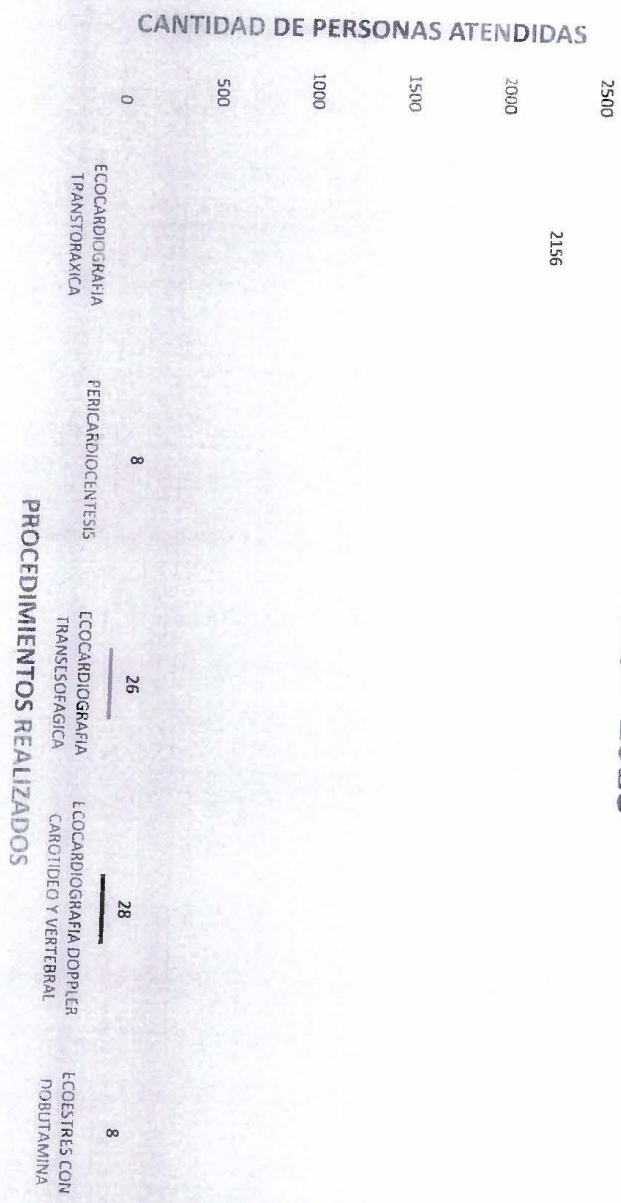 CANTIDAD DE PERSONAS ATENDIDAS
2500
2000
1500
1000
500
0
2156
8
26
28
8
ECOCARDIOGRAFIA
TRANSTORAXICA
PERICARDIOCENTESIS
ECOCARDIOGRAFIA
TRANSESOFAGICA
ECOCARDIOGRAFIA DOPPLER
CAROTIDEO Y VERTEBRAL
ECOESTRES CON
DOBUTAMINA
PROCEDIMIENTOS REALIZADOS